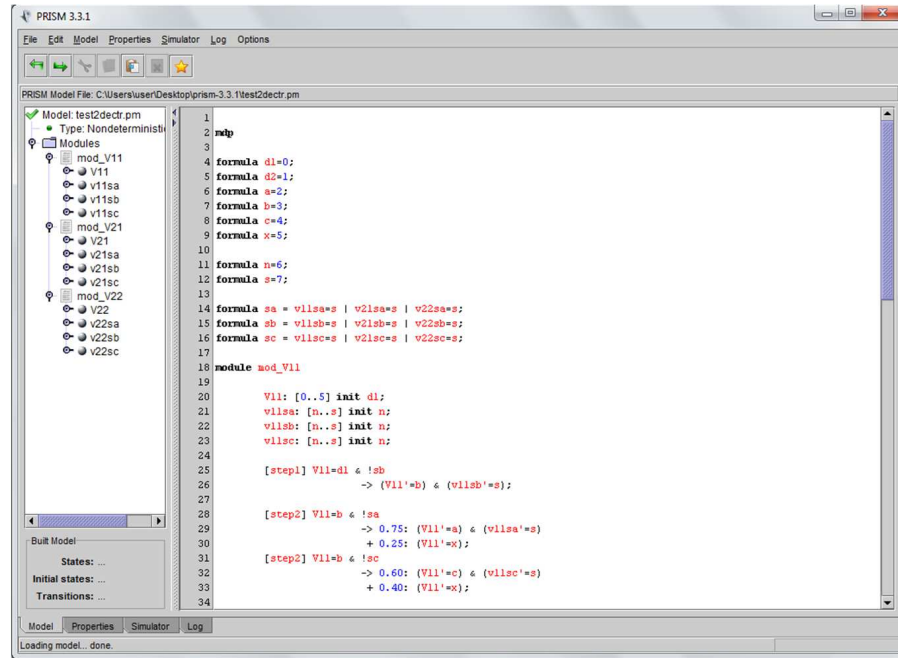 PRISM 3.3.1
File Edit Model Properties Simulator Log Options
PRISM Model File: C:\Users\user\Desktop\prism-3.3.1\test2dectr.pm
Model: test2dectr.pm
Type: Nondeterministi
Modules
mod_V11
V11
v11sa
v11sb
v11sc
mod_V21
V21
v21sa
v21sb
v21sc
mod_V22
V22
v22sa
v22sb
v22sc
Built Model
States: ...
Initial states: ...
Transitions: ...
1
2 mdp
3
4 formula d1=0;
5 formula d2=1;
6 formula a=2;
7 formula b=3;
8 formula c=4;
9 formula x=5;
10
11 formula n=6;
12 formula s=7;
13
14 formula sa = v11sa=s | v21sa=s | v22sa=s;
15 formula sb = v11sb=s | v21sb=s | v22sb=s;
16 formula sc = v11sc=s | v21sc=s | v22sc=s;
17
18 module mod_V11
19
20 V11: [0..5] init d1;
21 v11sa: [n..s] init n;
22 v11sb: [n..s] init n;
23 v11sc: [n..s] init n;
24
25 [step1] V11=d1 & !sb
26 -> (V11'=b) & (v11sb'=s);
27
28 [step2] V11=b & !sa
29 -> 0.75: (V11'=a) & (v11sa'=s)
30 + 0.25: (V11'=x);
31 [step2] V11=b & !sc
32 -> 0.60: (V11'=c) & (v11sc'=s)
33 + 0.40: (V11'=x);
34
Model Properties Simulator Log
Loading model... done.